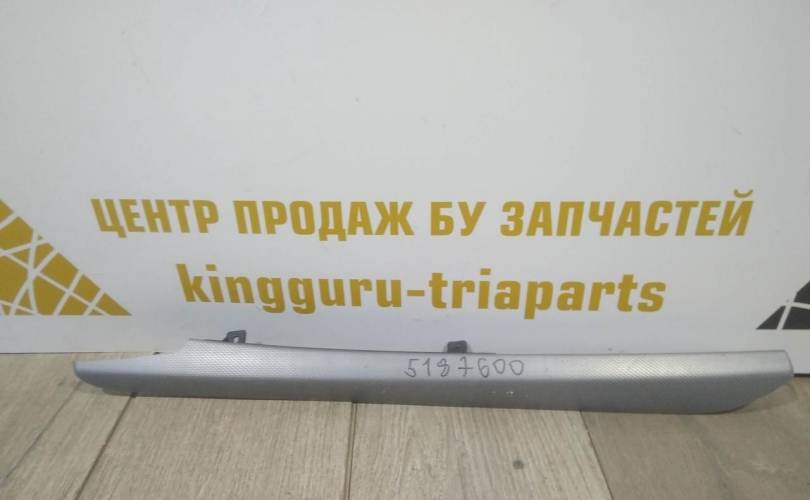 ЦЕНТР ПРОДАЖ БУ ЗАПЧАСТЕЙ
kingguru-triaparts
5187600